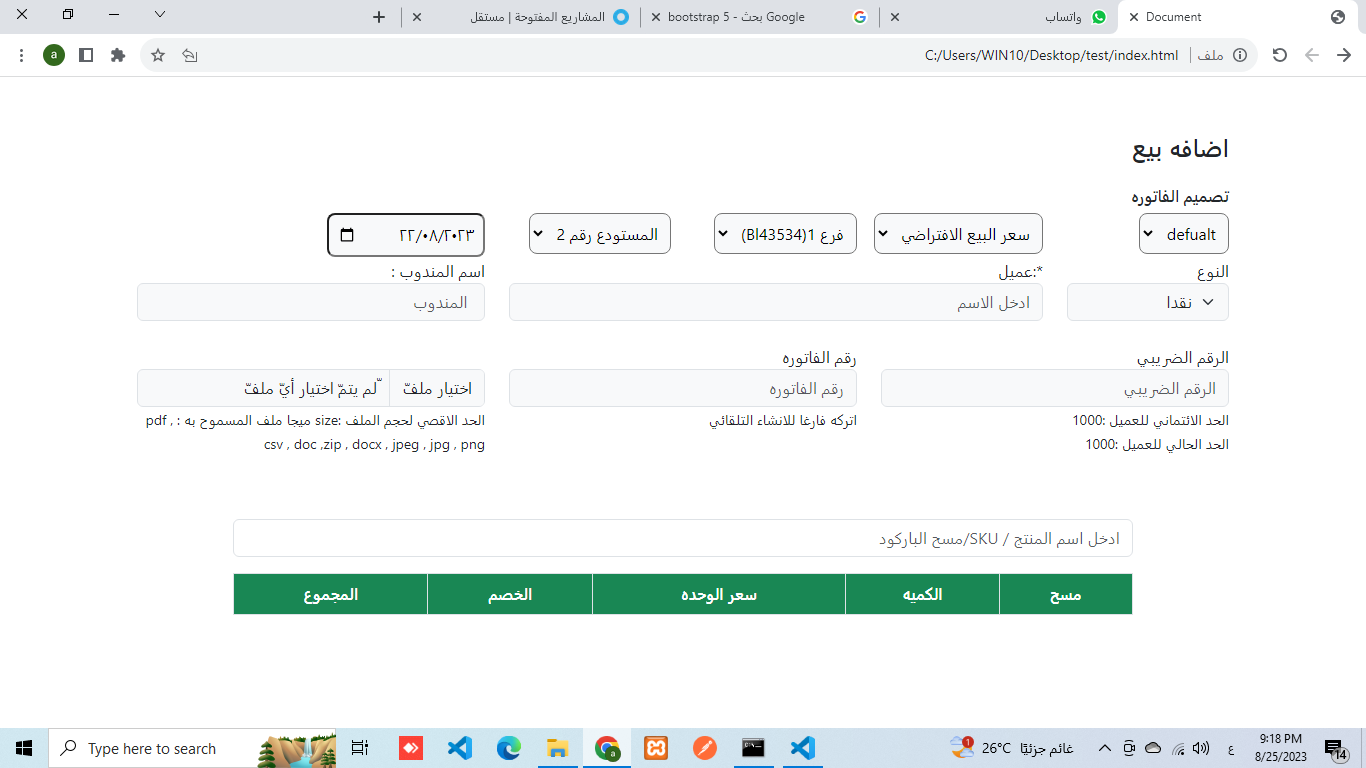 Document
واتساب
bootstrap 5 - بحث Google
المشاريع المفتوحة | مستقل
ملف
C:/Users/WIN10/Desktop/test/index.html
a
اضافه بيع
تصميم الفاتوره
defualt
سعر البيع الافتراضي
فرع 1(Bl43534)
المستودع رقم 2
٢٢/٠٨/٢٠٢٣
النوع
*:عميل
اسم المندوب :
نقدا
ادخل الاسم
المندوب
الرقم الضريبي
رقم الفاتوره
الرقم الضريبي
رقم الفاتوره
اختيار ملفّ
لم يتمّ اختيار أيّ ملفّ
الحد الائتماني للعميل :1000
اتركه فارغا للانشاء التلقائي
الحد الاقصي لحجم الملف :size ميجا ملف المسموح به : , pdf
الحد الحالي للعميل :1000
csv , doc ,zip , docx , jpeg , jpg , png
ادخل اسم المنتج / SKU/مسح الباركود
مسح
الكميه
سعر الوحده
الخصم
المجموع
Type here to search
a
1
26°C
غائم جزئيًا
ع
9:18 PM
8/25/2023
14